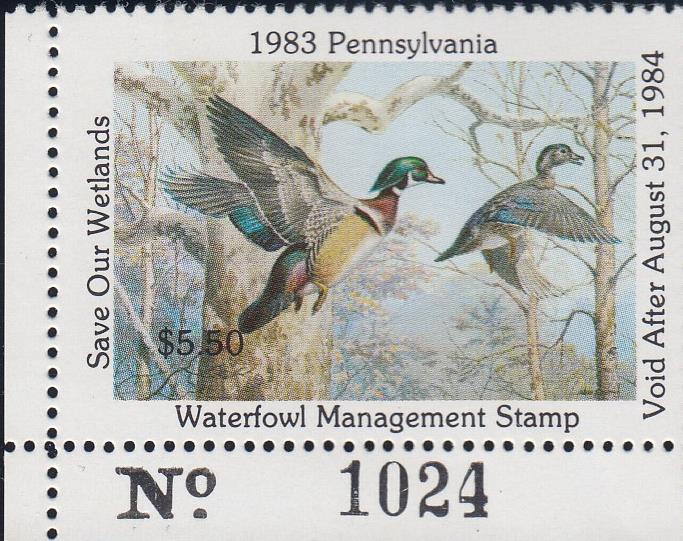 1983 Pennsylvania
Save Our Wetlands
Void After August 31, 1984
$5.50
Waterfowl Management Stamp
Nº 1024